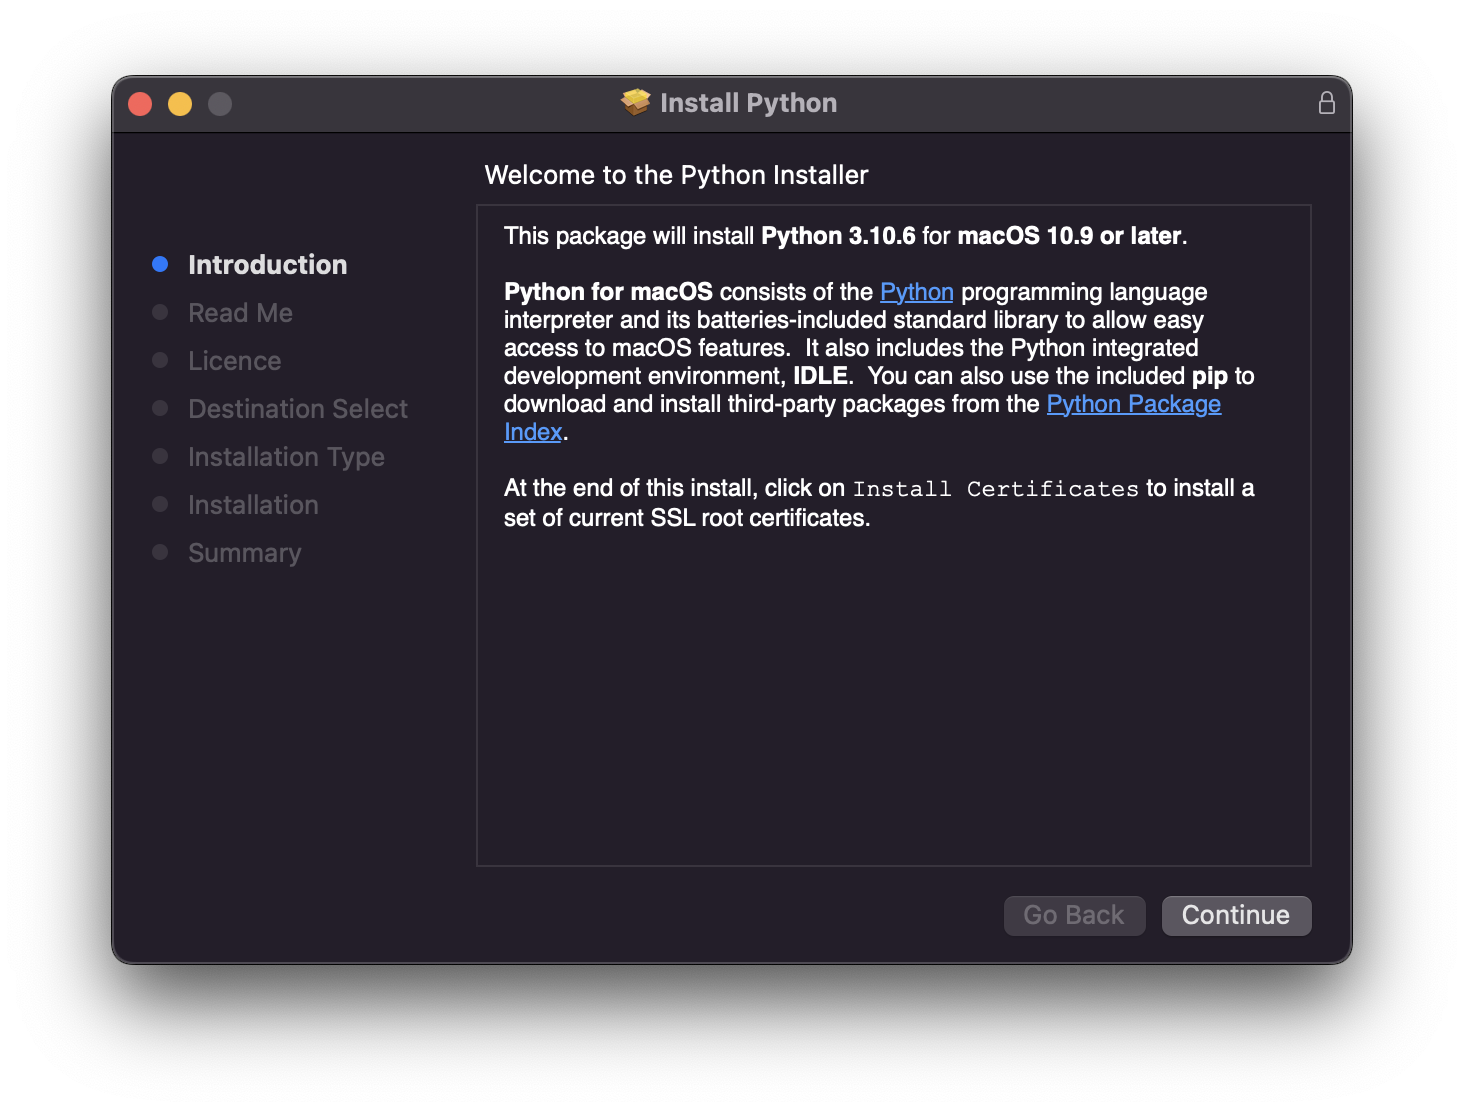 Install Python
Welcome to the Python Installer
Introduction
Read Me
Licence
Destination Select
Installation Type
Installation
Summary
This package will install Python 3.10.6 for macOS 10.9 or later.
Python for macOS consists of the Python programming language
interpreter and its batteries-included standard library to allow easy
access to macOS features.  It also includes the Python integrated
development environment, IDLE.  You can also use the included pip to
download and install third-party packages from the Python Package
Index.
At the end of this install, click on Install Certificates to install a
set of current SSL root certificates.
Go Back
Continue